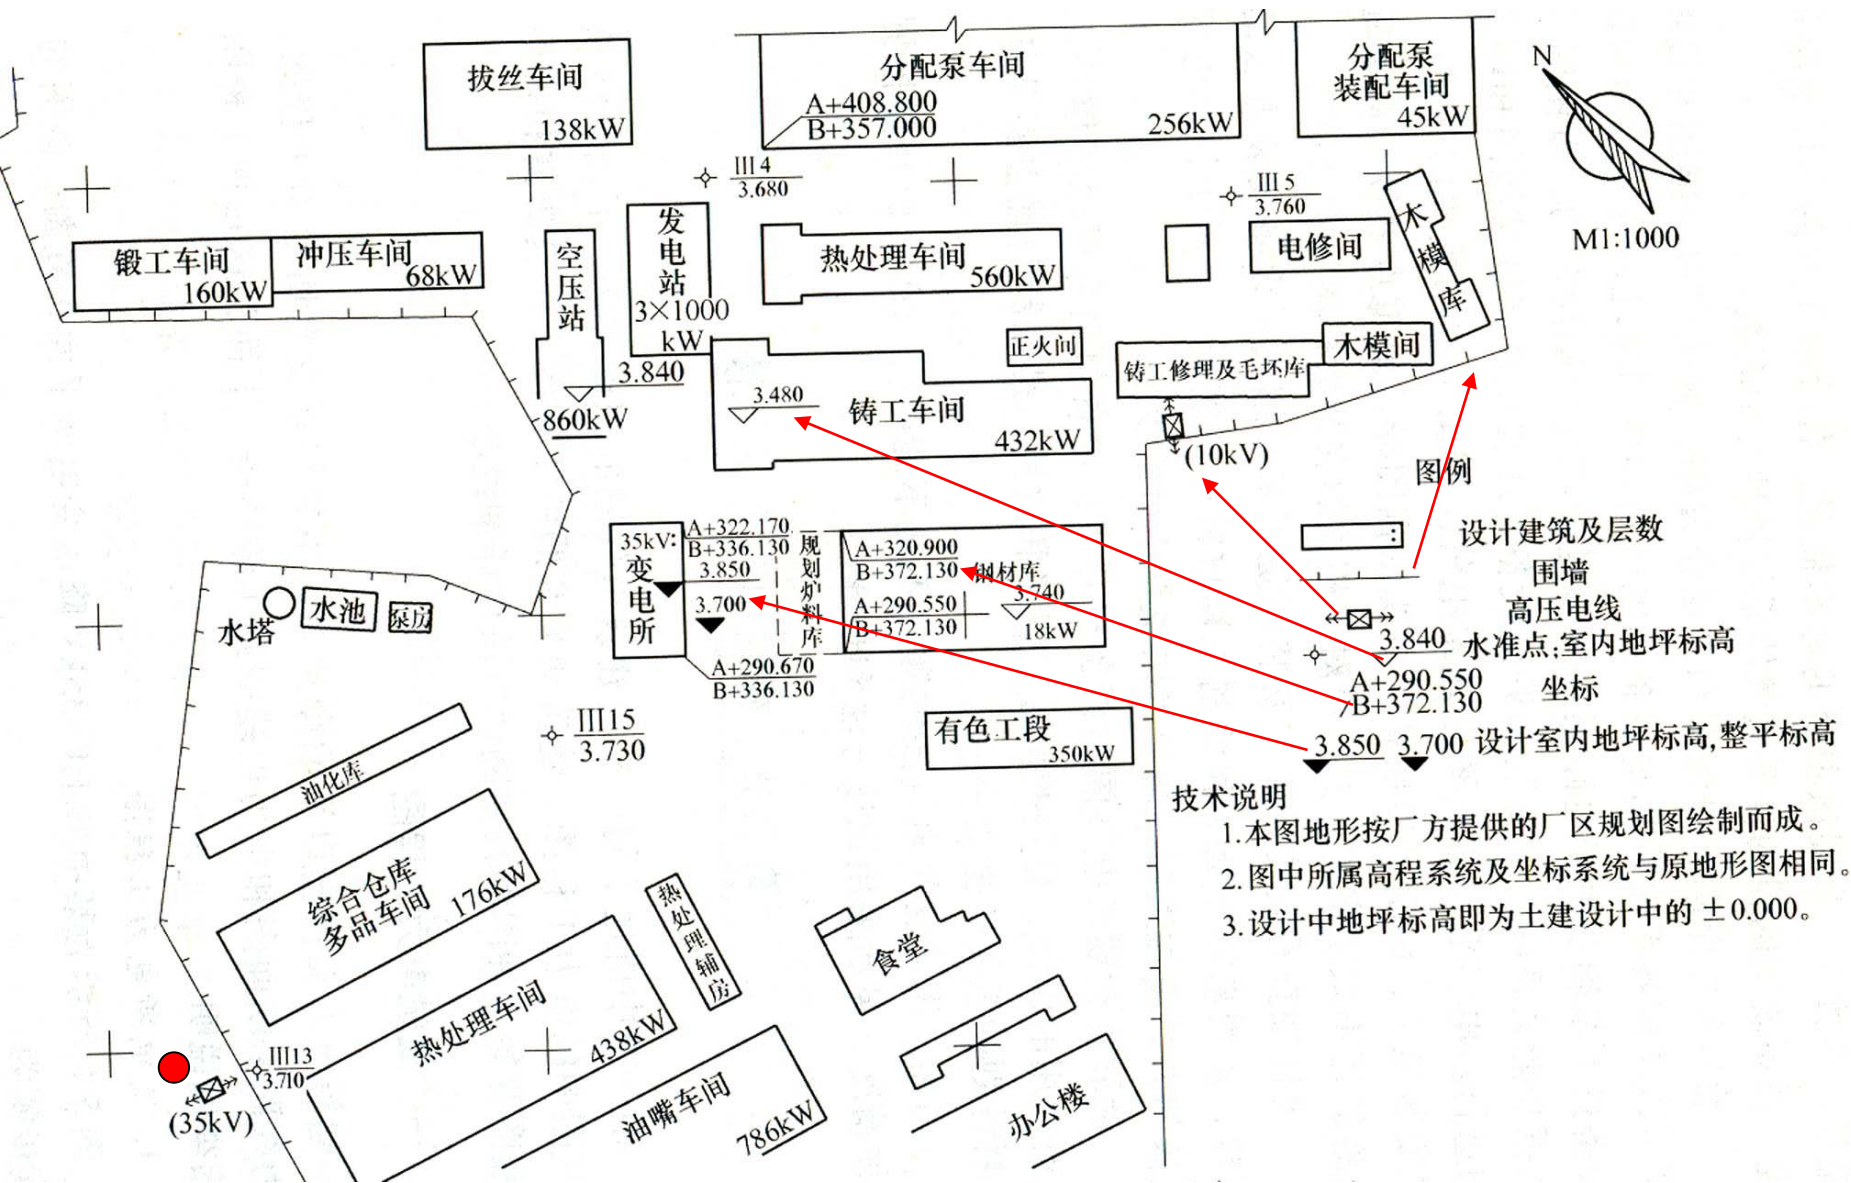 拔丝车间
138kW
分配泵车间
A+408.800
B+357.000
256kW
分配泵
装配车间
45kW
N
M1:1000
III4
3.680
III5
3.760
锻工车间
160kW
冲压车间
68kW
空压站
860kW
发电站
3×1000
kW
3.840
热处理车间
560kW
电修间
木模库
正火间
铸工修理及毛坯库
木模间
3.480
铸工车间
432kW
(10kV)
图例
设计建筑及层数
围墙
高压电线
3.840
水准点;室内地坪标高
A+290.550
B+372.130
坐标
3.850
3.700
设计室内地坪标高,整平标高
35kV:
变电所
A+322.170
B+336.130
3.850
3.700
A+290.670
B+336.130
规划炉料库
A+320.900
B+372.130
钢材库
3.740
A+290.550
B+372.130
18kW
水塔
水池
泵房
III15
3.730
有色工段
350kW
油化库
综合仓库
多品车间
176kW
热处理辅房
食堂
热处理车间
438kW
III13
3.710
(35kV)
油嘴车间
786kW
办公楼
技术说明
1.本图地形按厂方提供的厂区规划图绘制而成。
2.图中所属高程系统及坐标系统与原地形图相同。
3.设计中地坪标高即为土建设计中的±0.000。